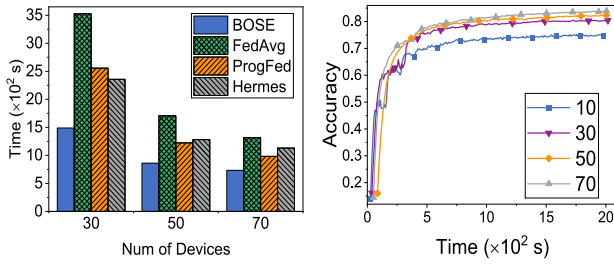 Time (×10² s)
35
30
25
20
15
10
5
0
BOSE
FedAvg
ProgFed
Hermes
30 50 70
Num of Devices
Accuracy
0.8
0.7
0.6
0.5
0.4
0.3
0.2
10
30
50
70
0 5 10 15 20
Time (×10² s)